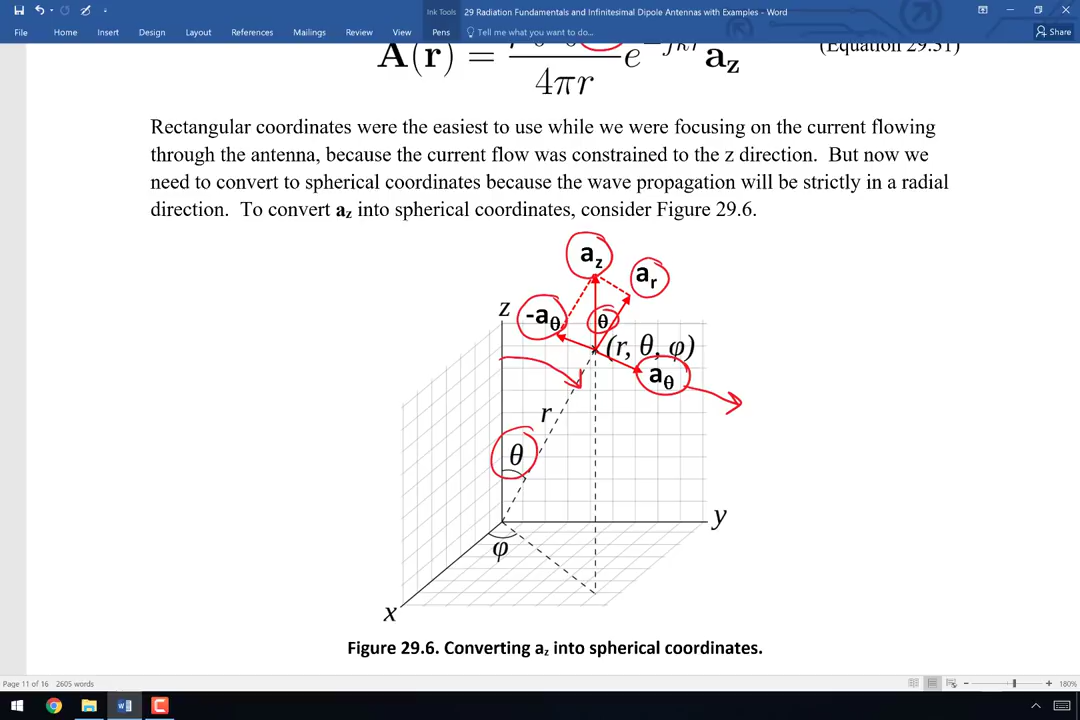 Ink Tools
29 Radiation Fundamentals and Infinitesimal Dipole Antennas with Examples - Word
File Home Insert Design Layout References Mailings Review View Pens Tell me what you want to do... Share
A(r) = e a_z (Equation 29.31)
4πr
Rectangular coordinates were the easiest to use while we were focusing on the current flowing
through the antenna, because the current flow was constrained to the z direction. But now we
need to convert to spherical coordinates because the wave propagation will be strictly in a radial
direction. To convert a_z into spherical coordinates, consider Figure 29.6.
a_z
a_r
z -a_θ θ
(r, θ, φ)
a_θ
r
θ
y
φ
x
Figure 29.6. Converting a_z into spherical coordinates.
Page 11 of 16 2605 words 180%